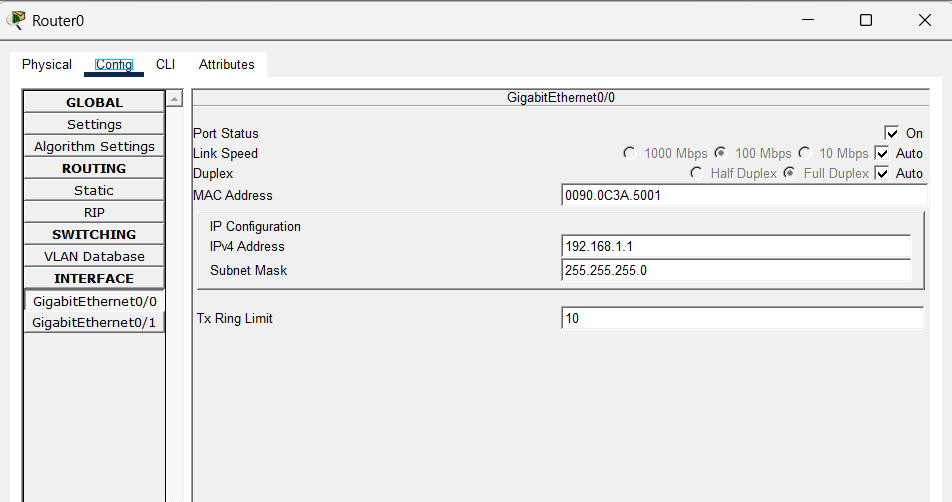 Router0
Physical Config CLI Attributes
GLOBAL
Settings
Algorithm Settings
ROUTING
Static
RIP
SWITCHING
VLAN Database
INTERFACE
GigabitEthernet0/0
GigabitEthernet0/1
GigabitEthernet0/0
Port Status On
Link Speed 1000 Mbps 100 Mbps 10 Mbps Auto
Duplex Half Duplex Full Duplex Auto
MAC Address 0090.0C3A.5001
IP Configuration
IPv4 Address 192.168.1.1
Subnet Mask 255.255.255.0
Tx Ring Limit 10